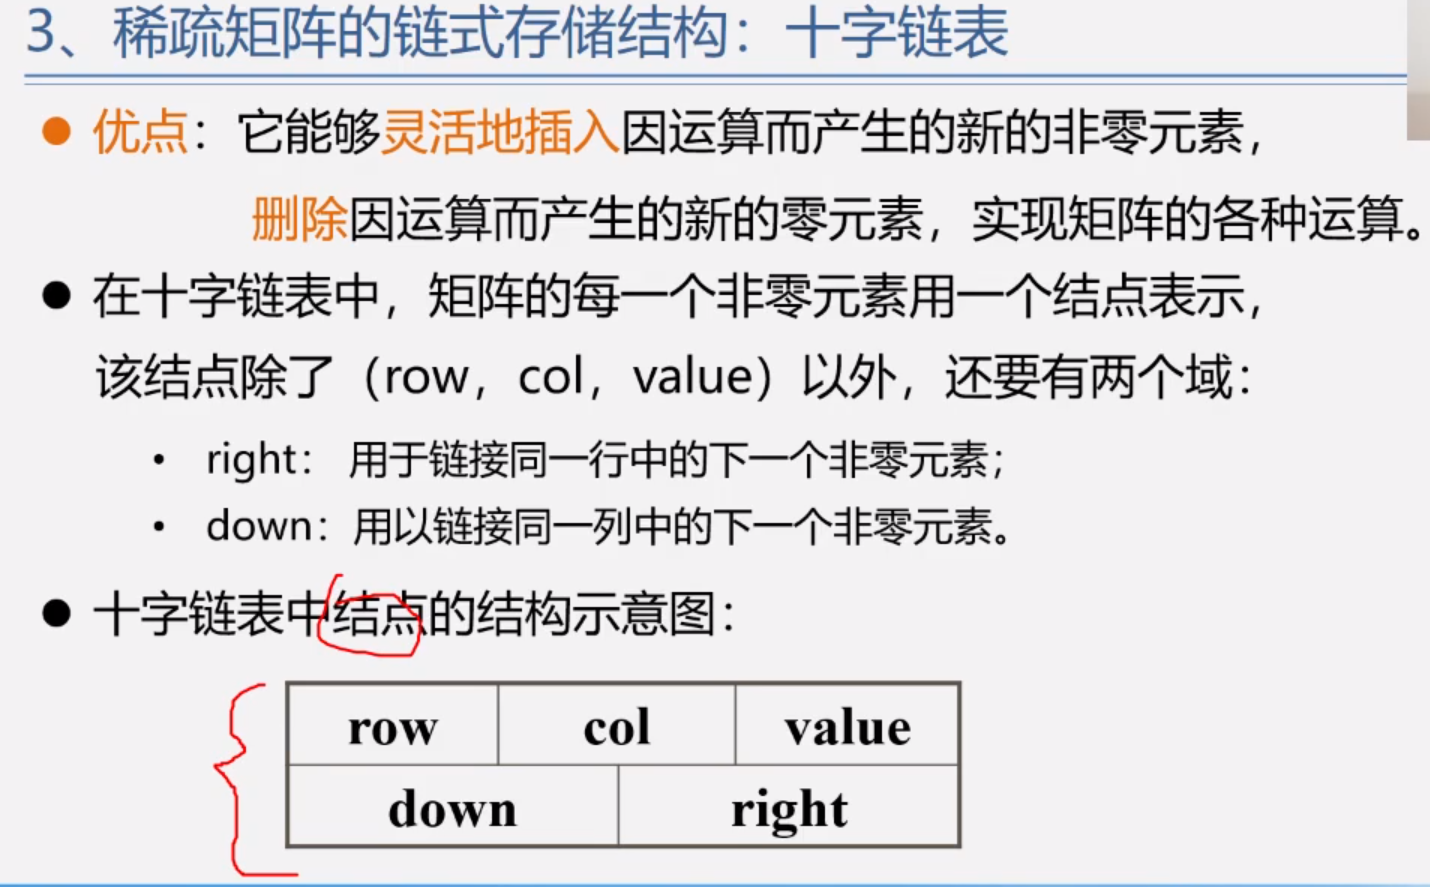 3、稀疏矩阵的链式存储结构：十字链表
● 优点：它能够灵活地插入因运算而产生的新的非零元素，
删除因运算而产生的新的零元素，实现矩阵的各种运算。
● 在十字链表中，矩阵的每一个非零元素用一个结点表示，
该结点除了（row，col，value）以外，还要有两个域：
• right： 用于链接同一行中的下一个非零元素；
• down：用以链接同一列中的下一个非零元素。
● 十字链表中结点的结构示意图：
row col value
down right